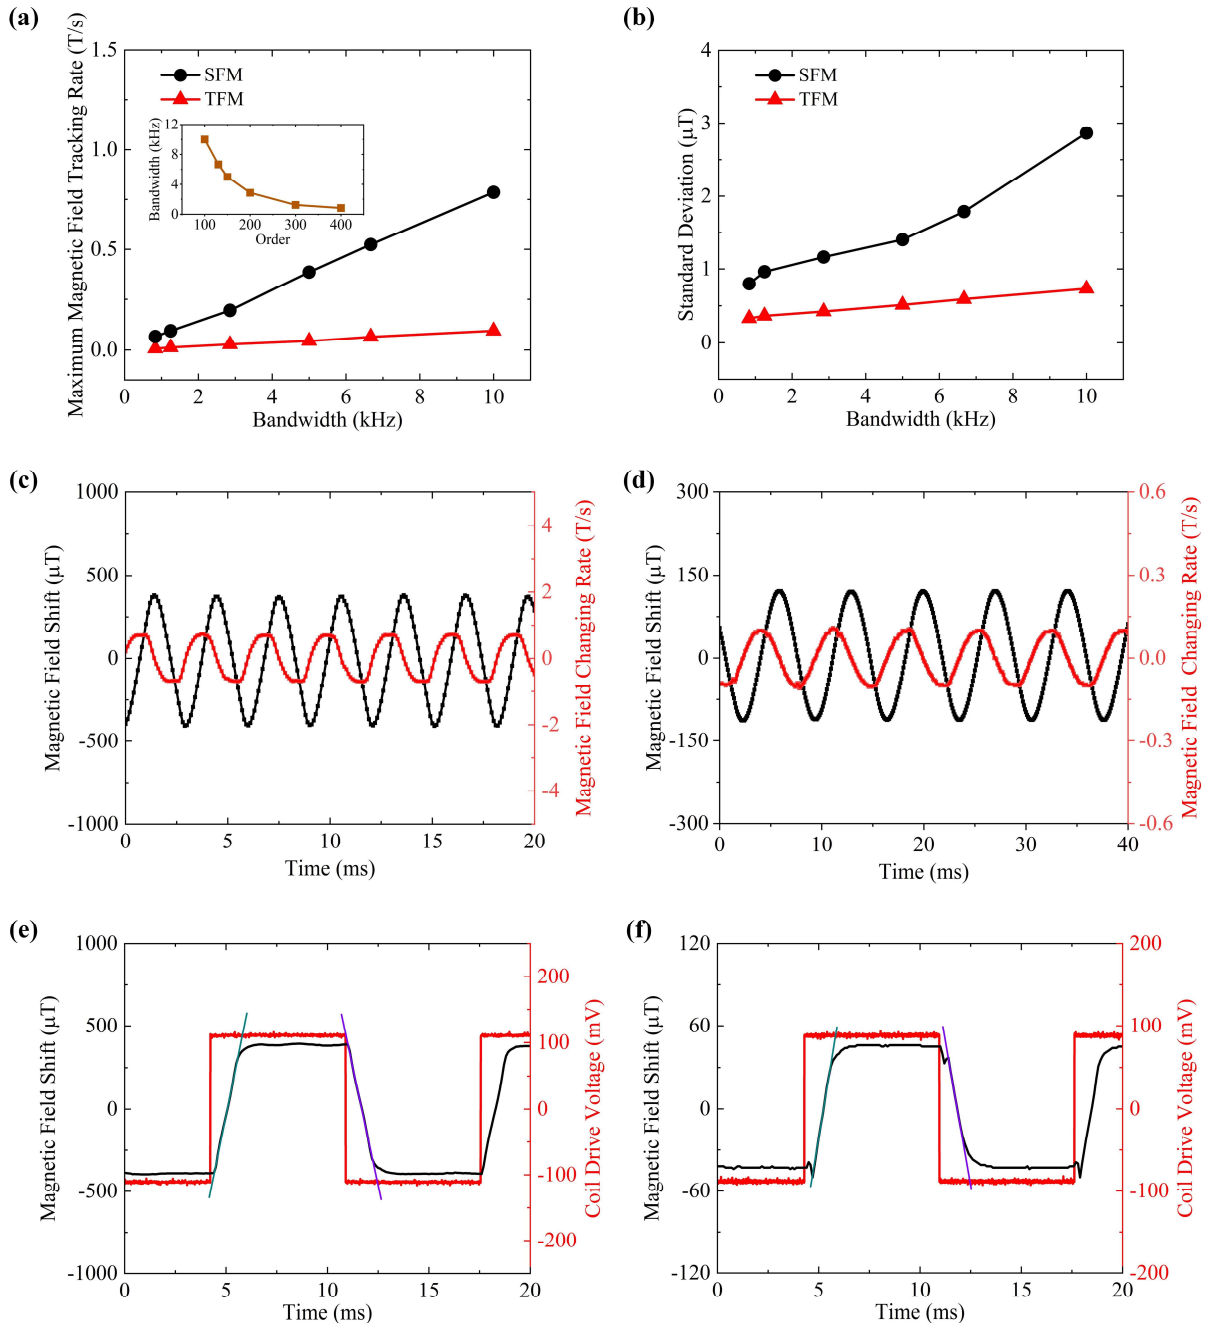 (a)
Maximum Magnetic Field Tracking Rate (T/s)
1.5
1.0
0.5
0.0
SFM
TFM
Bandwidth (kHz)
12
8
4
0
100 200 300 400
Order
0 2 4 6 8 10
Bandwidth (kHz)
(b)
Standard Deviation (μT)
4
3
2
1
0
SFM
TFM
0 2 4 6 8 10
Bandwidth (kHz)
(c)
Magnetic Field Shift (μT)
1000
500
0
-500
-1000
4
2
0
-2
-4
Magnetic Field Changing Rate (T/s)
0 5 10 15 20
Time (ms)
(d)
Magnetic Field Shift (μT)
300
150
0
-150
-300
0.6
0.3
0.0
-0.3
-0.6
Magnetic Field Changing Rate (T/s)
0 10 20 30 40
Time (ms)
(e)
Magnetic Field Shift (μT)
1000
500
0
-500
-1000
200
100
0
-100
-200
Coil Drive Voltage (mV)
0 5 10 15 20
Time (ms)
(f)
Magnetic Field Shift (μT)
120
60
0
-60
-120
200
100
0
-100
-200
Coil Drive Voltage (mV)
0 5 10 15 20
Time (ms)